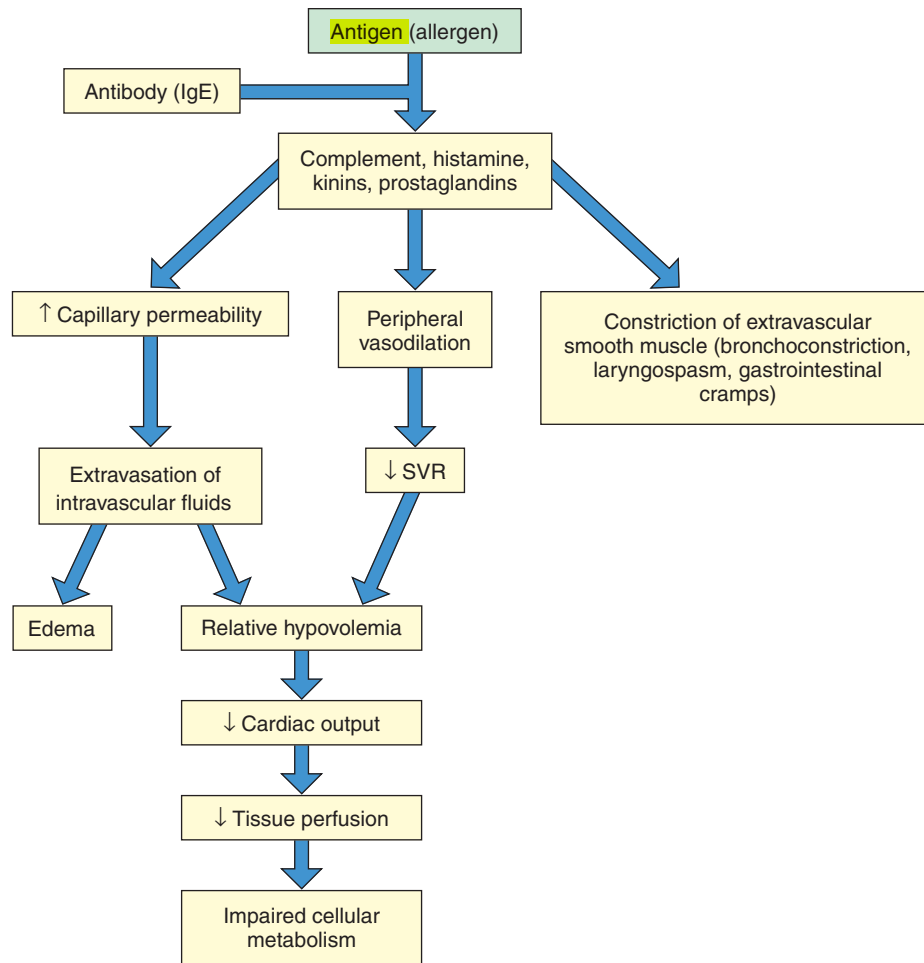 Antigen (allergen)
Antibody (IgE)
Complement, histamine,
kinins, prostaglandins
↑ Capillary permeability
Peripheral
vasodilation
Constriction of extravascular
smooth muscle (bronchoconstriction,
laryngospasm, gastrointestinal
cramps)
Extravasation of
intravascular fluids
↓ SVR
Edema
Relative hypovolemia
↓ Cardiac output
↓ Tissue perfusion
Impaired cellular
metabolism